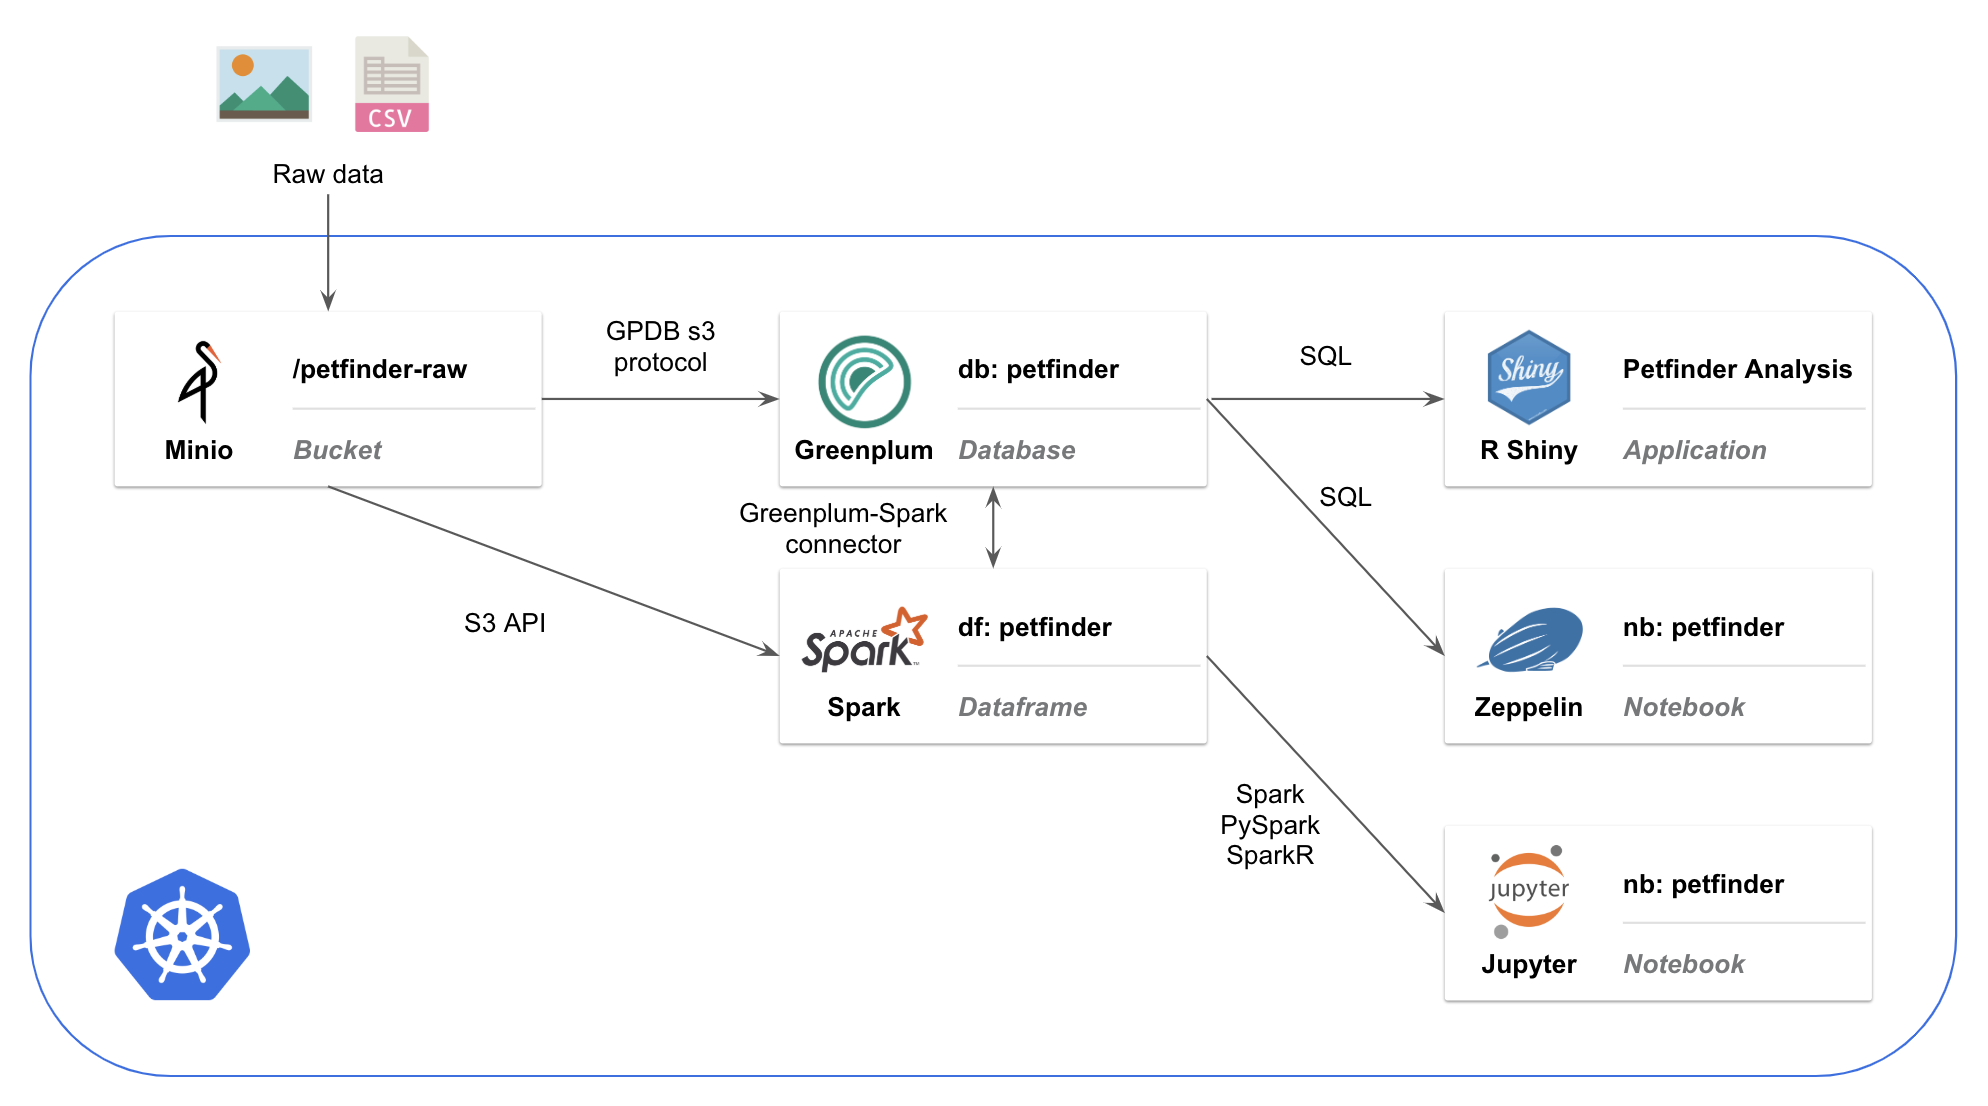 CSV
Raw data
/petfinder-raw
Minio
Bucket
GPDB s3
protocol
db: petfinder
Greenplum
Database
SQL
Shiny
Petfinder Analysis
R Shiny
Application
SQL
Greenplum-Spark
connector
S3 API
APACHE
Spark
TM
df: petfinder
Spark
Dataframe
nb: petfinder
Zeppelin
Notebook
Spark
PySpark
SparkR
jupyter
nb: petfinder
Jupyter
Notebook